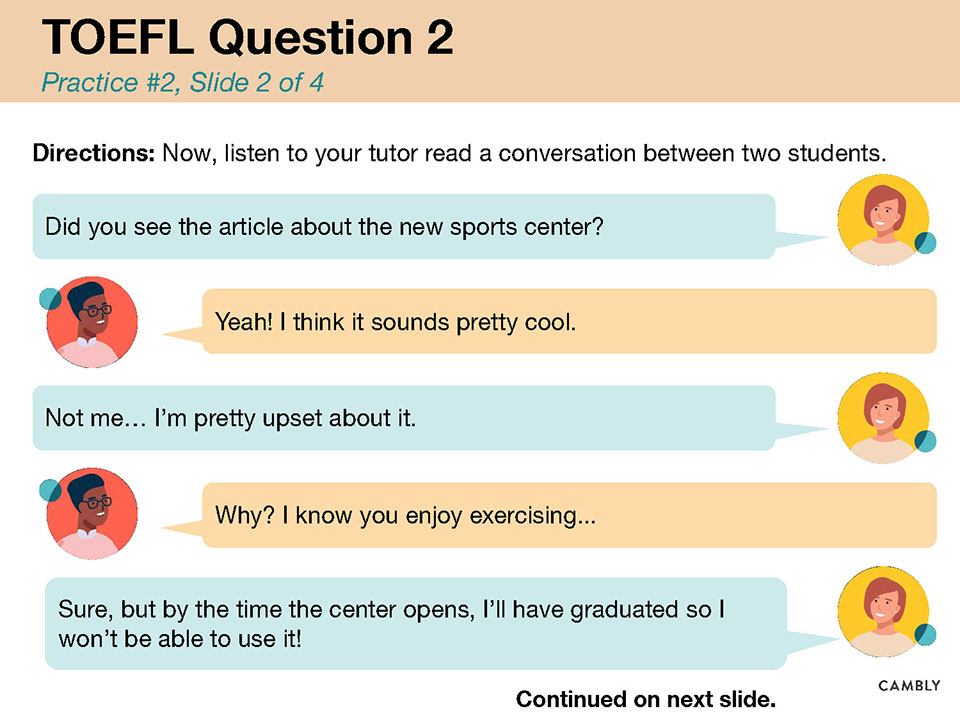 TOEFL Question 2
Practice #2, Slide 2 of 4
Directions: Now, listen to your tutor read a conversation between two students.
Did you see the article about the new sports center?
Yeah! I think it sounds pretty cool.
Not me… I’m pretty upset about it.
Why? I know you enjoy exercising...
Sure, but by the time the center opens, I’ll have graduated so I
won’t be able to use it!
CAMBLY
Continued on next slide.